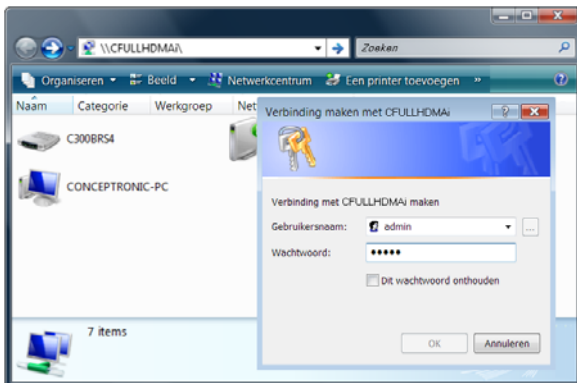 \\CFULLHDMAi\
Zoeken
Organiseren Beeld Netwerkcentrum Een printer toevoegen »
Naam Categorie Werkgroep Net
C300BRS4
CONCEPTRONIC-PC
7 items
Verbinding maken met CFULLHDMAi
Verbinding met CFULLHDMAi maken
Gebruikersnaam: admin ...
Wachtwoord: •••••
Dit wachtwoord onthouden
OK Annuleren